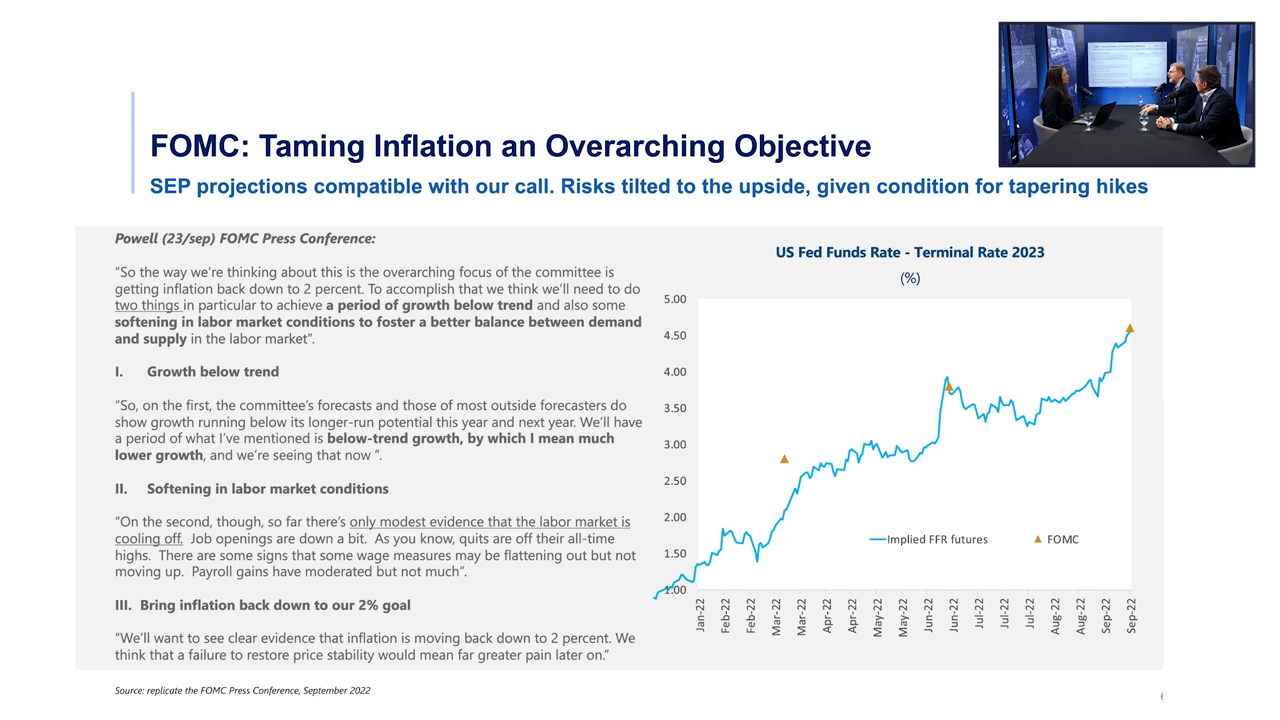 FOMC: Taming Inflation an Overarching Objective
SEP projections compatible with our call. Risks tilted to the upside, given condition for tapering hikes
Powell (23/sep) FOMC Press Conference:
“So the way we’re thinking about this is the overarching focus of the committee is
getting inflation back down to 2 percent. To accomplish that we think we’ll need to do
two things in particular to achieve a period of growth below trend and also some
softening in labor market conditions to foster a better balance between demand
and supply in the labor market”.
I. Growth below trend
“So, on the first, the committee’s forecasts and those of most outside forecasters do
show growth running below its longer-run potential this year and next year. We’ll have
a period of what I’ve mentioned is below-trend growth, by which I mean much
lower growth, and we’re seeing that now ”.
II. Softening in labor market conditions
“On the second, though, so far there’s only modest evidence that the labor market is
cooling off. Job openings are down a bit. As you know, quits are off their all-time
highs. There are some signs that some wage measures may be flattening out but not
moving up. Payroll gains have moderated but not much”.
III. Bring inflation back down to our 2% goal
“We’ll want to see clear evidence that inflation is moving back down to 2 percent. We
think that a failure to restore price stability would mean far greater pain later on.”
US Fed Funds Rate - Terminal Rate 2023
(%)
5.00
4.50
4.00
3.50
3.00
2.50
2.00
1.50
1.00
Implied FFR futures
FOMC
Jan-22
Feb-22
Feb-22
Mar-22
Mar-22
Apr-22
Apr-22
May-22
May-22
Jun-22
Jun-22
Jul-22
Jul-22
Jul-22
Aug-22
Aug-22
Sep-22
Sep-22
Source: replicate the FOMC Press Conference, September 2022